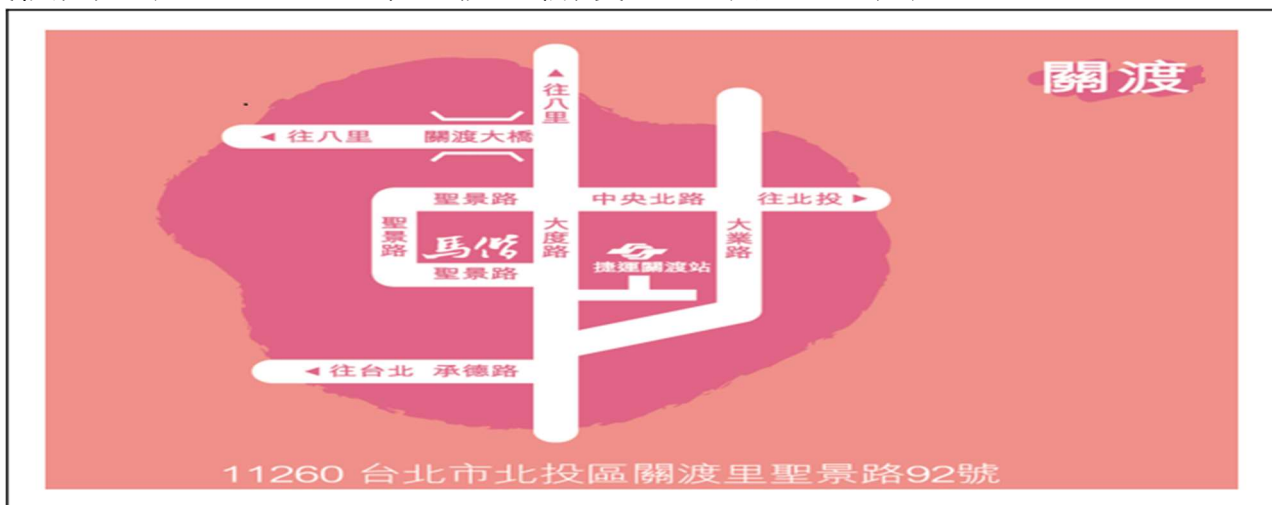 關渡
▲往八里
◀ 往八里 關渡大橋
聖景路 中央北路 往北投 ▶
聖景路
馬偕
大度路
捷運關渡站
大業路
聖景路
◀ 往台北 承德路
11260 台北市北投區關渡里聖景路92號